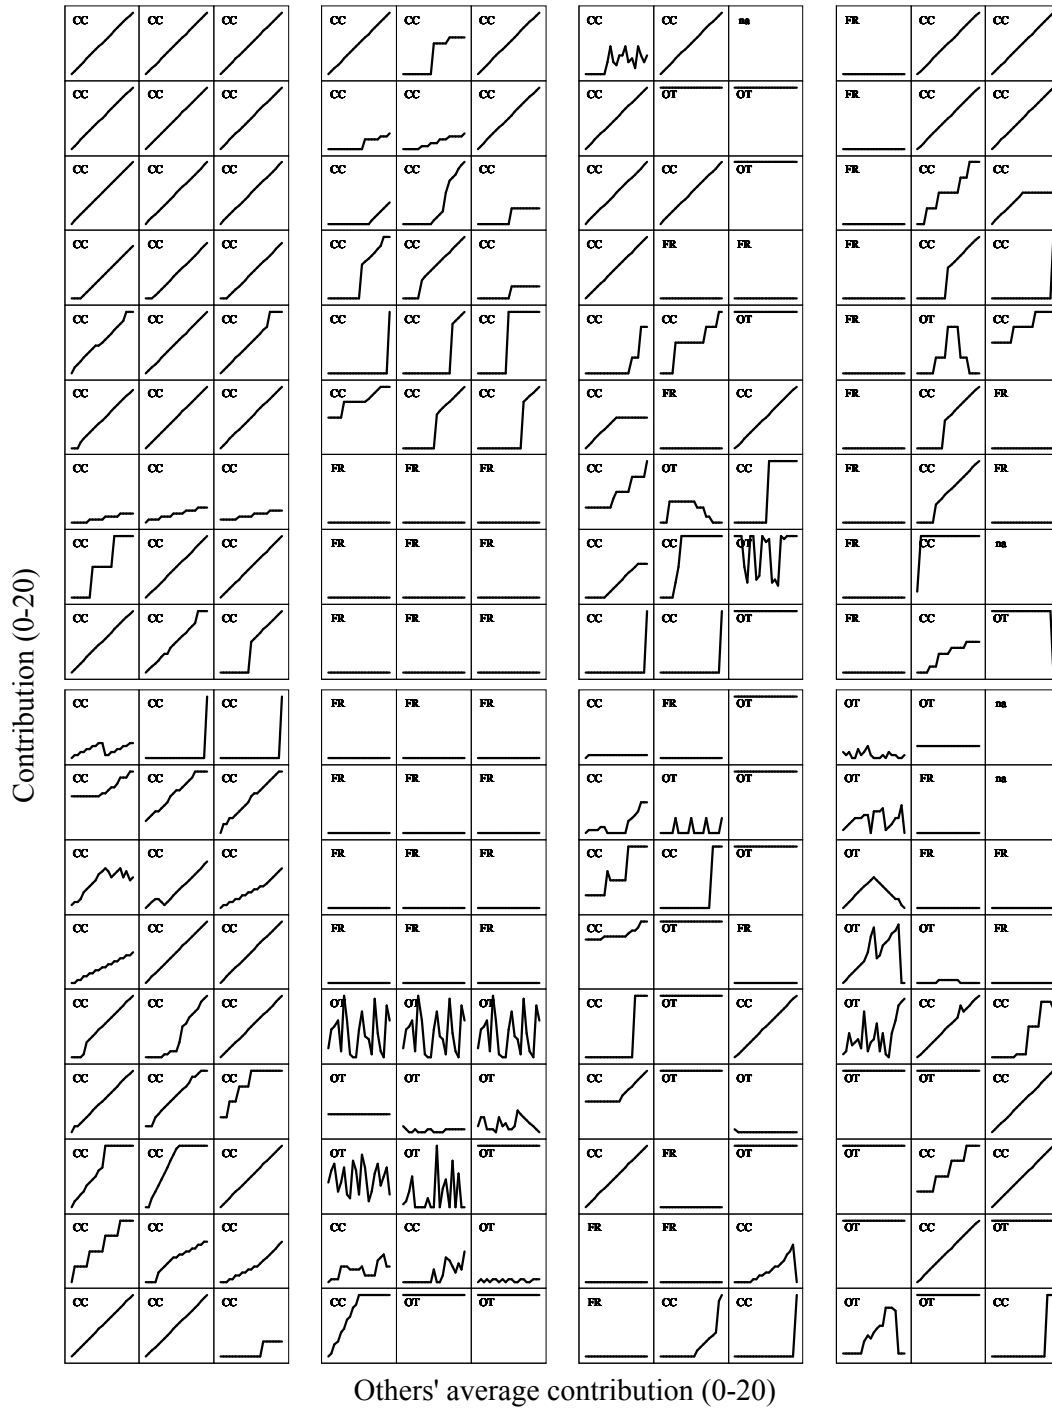 CC CC CC CC CC CC CC CC na FR CC CC
CC CC CC CC CC CC CC OT OT FR CC CC
CC CC CC CC CC CC CC CC OT FR CC CC
CC CC CC CC CC CC CC FR FR FR CC CC
CC CC CC CC CC CC CC CC OT FR OT CC
CC CC CC CC CC CC CC FR CC FR CC FR
CC CC CC FR FR FR CC OT CC FR CC FR
CC CC CC FR FR FR CC CC OT FR CC na
CC CC CC FR FR FR CC CC OT FR CC OT
Contribution (0-20)
CC CC CC FR FR FR CC FR OT OT OT na
CC CC CC FR FR FR CC OT OT OT FR na
CC CC CC FR FR FR CC CC OT OT FR FR
CC CC CC FR FR FR CC OT FR OT OT FR
CC CC CC OT OT OT CC OT CC OT CC CC
CC CC CC OT OT OT CC OT OT OT OT CC
CC CC CC OT OT OT CC FR OT OT CC CC
CC CC CC CC CC OT FR FR CC OT CC OT
CC CC CC CC OT OT FR CC CC OT OT CC
Others' average contribution (0-20)